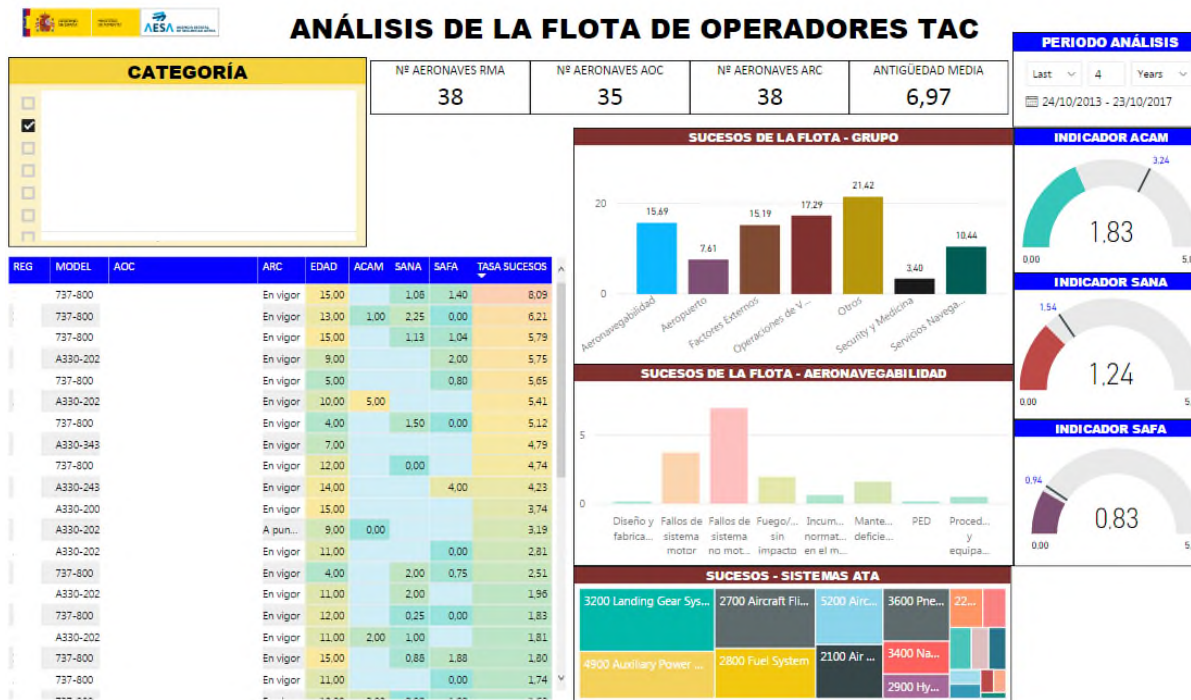 AESA
ANÁLISIS DE LA FLOTA DE OPERADORES TAC
CATEGORÍA
Nº AERONAVES RMA
38
Nº AERONAVES AOC
35
Nº AERONAVES ARC
38
ANTIGÜEDAD MEDIA
6,97
PERIODO ANÁLISIS
Last 4 Years
24/10/2013 - 23/10/2017
REG MODEL AOC ARC EDAD ACAM SANA SAFA TASA SUCESOS
737-800 En vigor 15,00 1,08 1,40 8,09
737-800 En vigor 13,00 1,00 2,25 0,00 6,21
737-800 En vigor 15,00 1,13 1,04 5,79
A330-202 En vigor 9,00 2,00 5,75
737-800 En vigor 5,00 0,80 5,65
A330-202 En vigor 10,00 5,00 5,41
737-800 En vigor 4,00 1,50 0,00 5,12
A330-343 En vigor 7,00 4,79
737-800 En vigor 12,00 0,00 4,74
A330-243 En vigor 14,00 4,00 4,23
A330-200 En vigor 15,00 3,74
A330-202 A pun... 9,00 0,00 3,19
A330-202 En vigor 11,00 0,00 2,81
737-800 En vigor 4,00 2,00 0,75 2,51
A330-202 En vigor 11,00 2,00 1,96
737-800 En vigor 12,00 0,25 0,00 1,83
A330-202 En vigor 11,00 2,00 1,00 1,81
737-800 En vigor 15,00 0,88 1,88 1,80
737-800 En vigor 11,00 0,00 1,74
SUCESOS DE LA FLOTA - GRUPO
20
0
15,69
7,61
15,19
17,29
21,42
3,40
10,44
Aeronavegabilidad
Aeropuerto
Factores Externos
Operaciones de V...
Otros
Security y Medicina
Servicios Navega...
SUCESOS DE LA FLOTA - AERONAVEGABILIDAD
5
0
Diseño y
fabrica...
Fallos de
sistema
motor
Fallos de
sistema
no mot...
Fuego/...
sin
impacto
Incum...
normat...
en el m...
Mante...
deficie...
PED
Proced...
y
equipa...
SUCESOS - SISTEMAS ATA
3200 Landing Gear Sys...
2700 Aircraft Fli...
5200 Airc...
3600 Pne...
22...
4900 Auxiliary Power ...
2800 Fuel System
2100 Air ...
3400 Na...
2900 Hy...
INDICADOR ACAM
3,24
1,83
0,00
INDICADOR SANA
1,54
1,24
0,00
INDICADOR SAFA
0,94
0,83
0,00